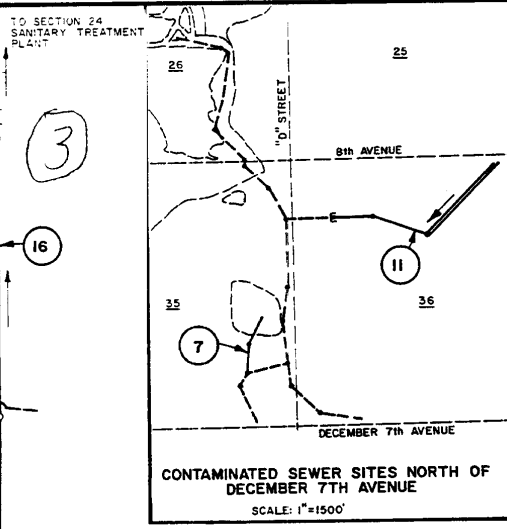 TO SECTION 24
SANITARY TREATMENT
PLANT
3
16
26
25
"D" STREET
8th AVENUE
E
11
35
36
7
DECEMBER 7th AVENUE
CONTAMINATED SEWER SITES NORTH OF
DECEMBER 7TH AVENUE
SCALE: 1"=1500'